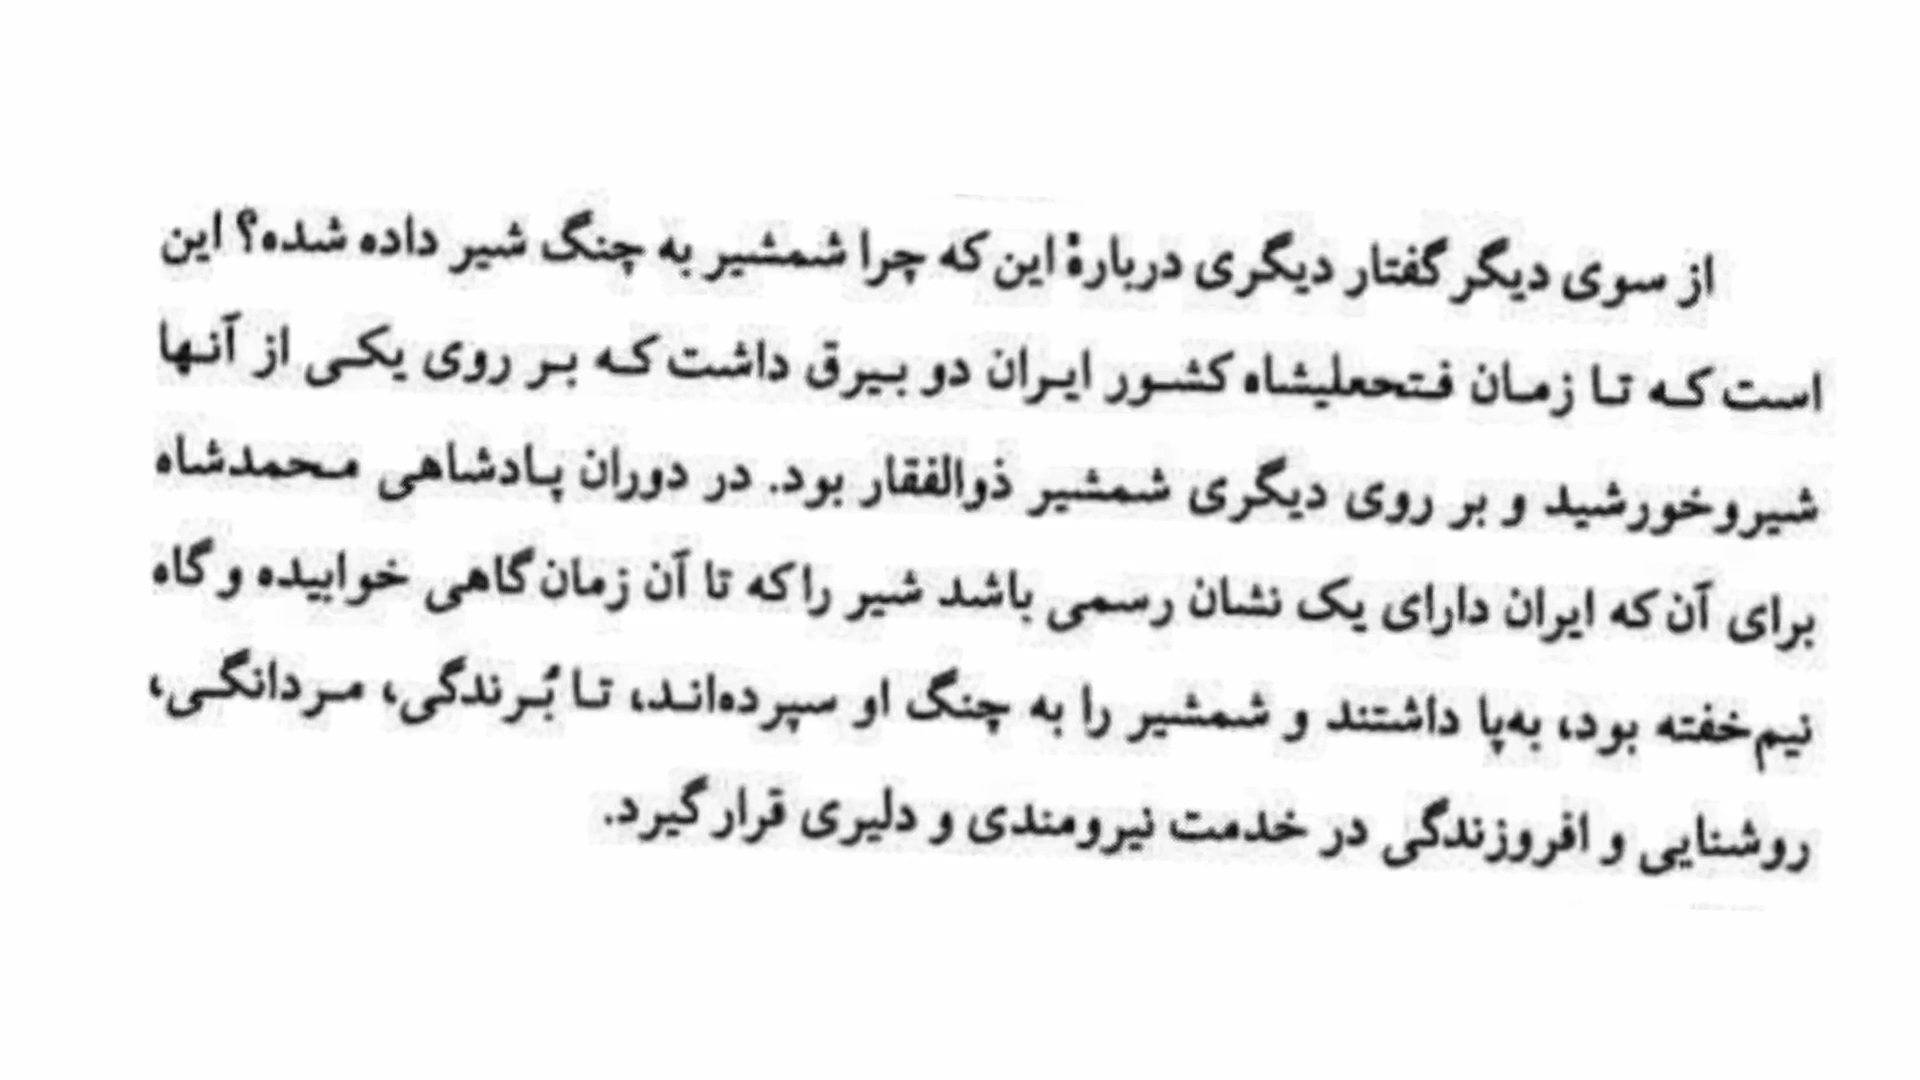 از سوی دیگر گفتار دیگری دربارهٔ این که چرا شمشیر به چنگ شیر داده شده؟ این
است که تا زمان فتحعلیشاه کشور ایران دو بیرق داشت که بر روی یکی از آنها
شیروخورشید و بر روی دیگری شمشیر ذوالفقار بود. در دوران پادشاهی محمدشاه
برای آن که ایران دارای یک نشان رسمی باشد شیر را که تا آن زمان گاهی خوابیده و گاه
نیم‌خفته بود، به‌پا داشتند و شمشیر را به چنگ او سپرده‌اند، تا بُرندگی، مردانگی،
روشنایی و افروزندگی در خدمت نیرومندی و دلیری قرار گیرد.